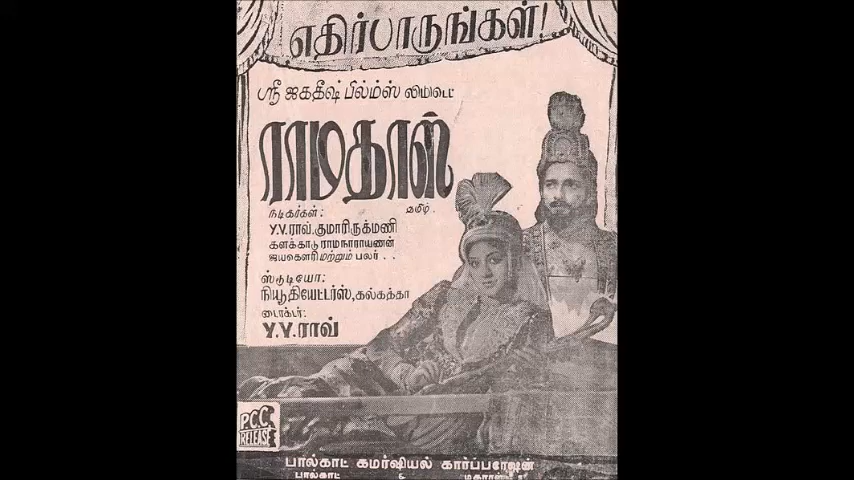 எதிர்பாருங்கள்!
ஸ்ரீ ஜகதீஷ் பிலிம்ஸ் லிமிடெட்
ராமதாஸ்
தமிழ்.
நடிகர்கள்:
Y.V.ராவ், குமாரி ருக்மணி
களக்காடு ராமநாராயணன்
ஜயகௌரி மற்றும் பலர் . .
ஸ்டுடியோ:
நியூதியேட்டர்ஸ், கல்கத்கா
டைரக்டர்:
Y.V.ராவ்
PCC
RELEASE
பால்காட் கமர்ஷியல் கார்ப்பரேஷன்
பால்காட் &